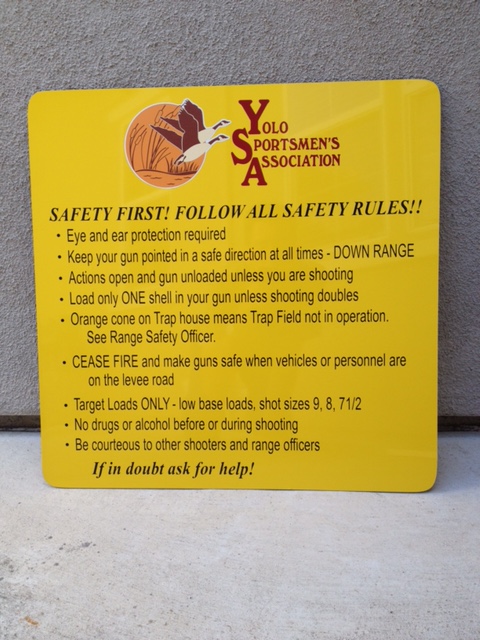 YOLO
SPORTSMEN'S
ASSOCIATION
SAFETY FIRST! FOLLOW ALL SAFETY RULES!!
• Eye and ear protection required
• Keep your gun pointed in a safe direction at all times - DOWN RANGE
• Actions open and gun unloaded unless you are shooting
• Load only ONE shell in your gun unless shooting doubles
• Orange cone on Trap house means Trap Field not in operation.
See Range Safety Officer.
• CEASE FIRE and make guns safe when vehicles or personnel are
on the levee road
• Target Loads ONLY - low base loads, shot sizes 9, 8, 71/2
• No drugs or alcohol before or during shooting
• Be courteous to other shooters and range officers
If in doubt ask for help!